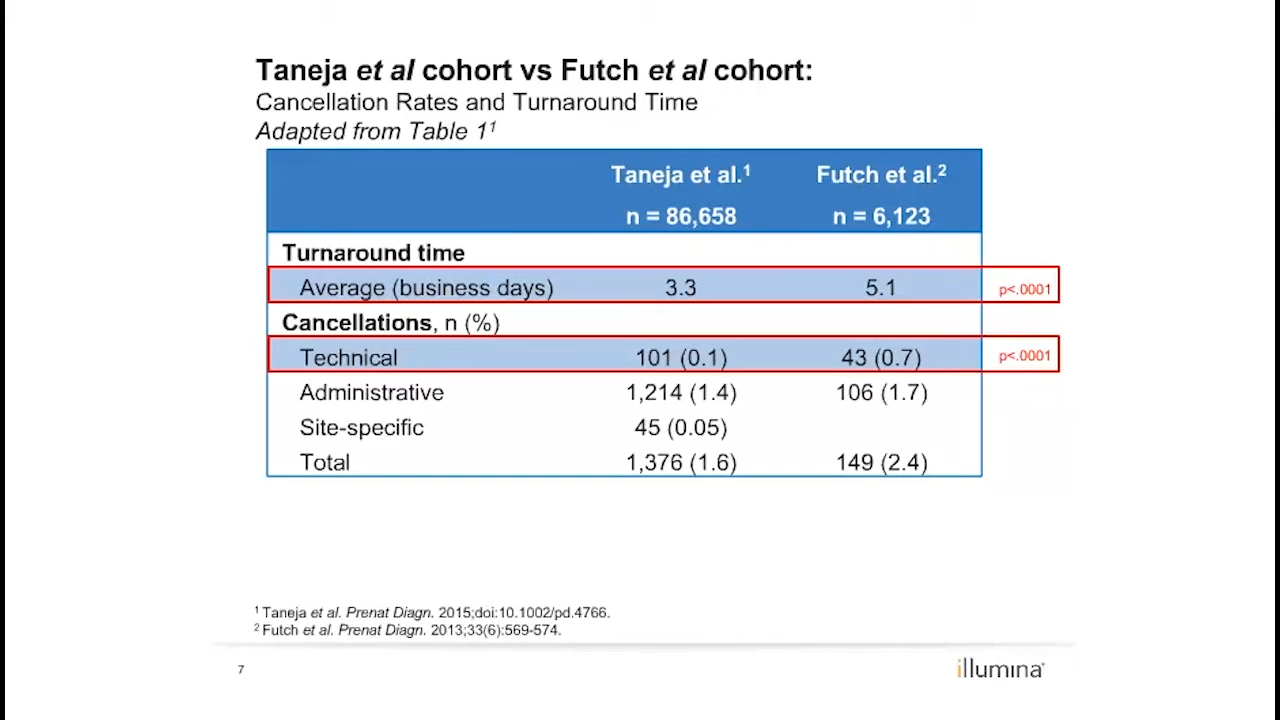 Taneja et al cohort vs Futch et al cohort:
Cancellation Rates and Turnaround Time
Adapted from Table 1¹
Taneja et al.¹ Futch et al.²
n = 86,658 n = 6,123
Turnaround time
Average (business days) 3.3 5.1 p<.0001
Cancellations, n (%)
Technical 101 (0.1) 43 (0.7) p<.0001
Administrative 1,214 (1.4) 106 (1.7)
Site-specific 45 (0.05)
Total 1,376 (1.6) 149 (2.4)
¹ Taneja et al. Prenat Diagn. 2015;doi:10.1002/pd.4766.
² Futch et al. Prenat Diagn. 2013;33(6):569-574.
7 illumina®